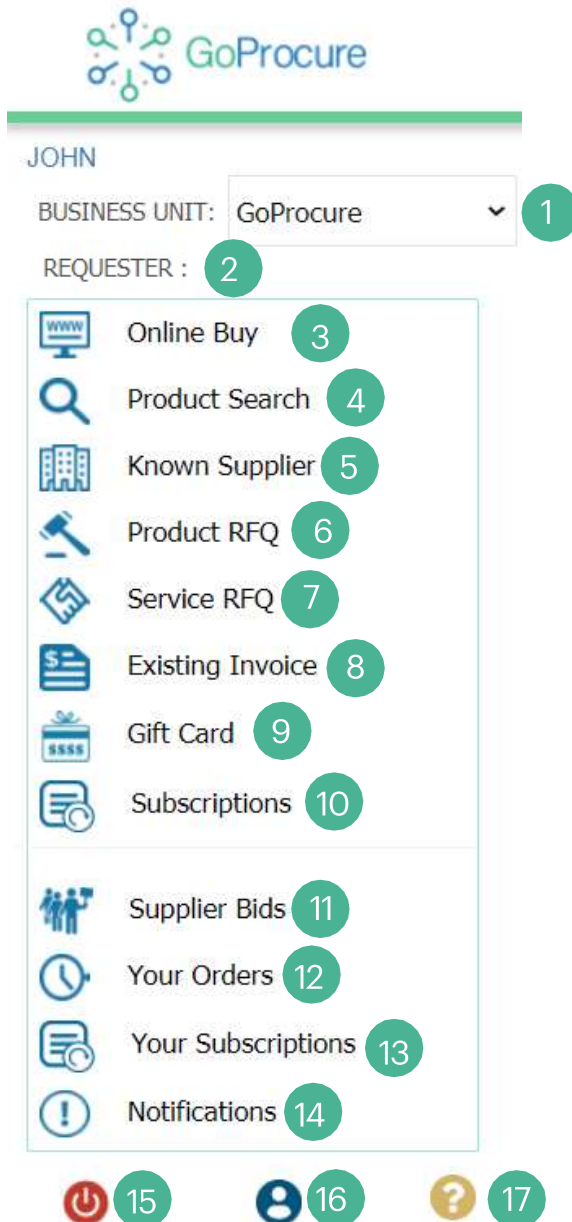 GoProcure
JOHN
BUSINESS UNIT: GoProcure 1
REQUESTER : 2
www Online Buy 3
Product Search 4
Known Supplier 5
Product RFQ 6
Service RFQ 7
$ Existing Invoice 8
$$$$ Gift Card 9
Subscriptions 10
Supplier Bids 11
Your Orders 12
Your Subscriptions 13
! Notifications 14
15 16 ? 17